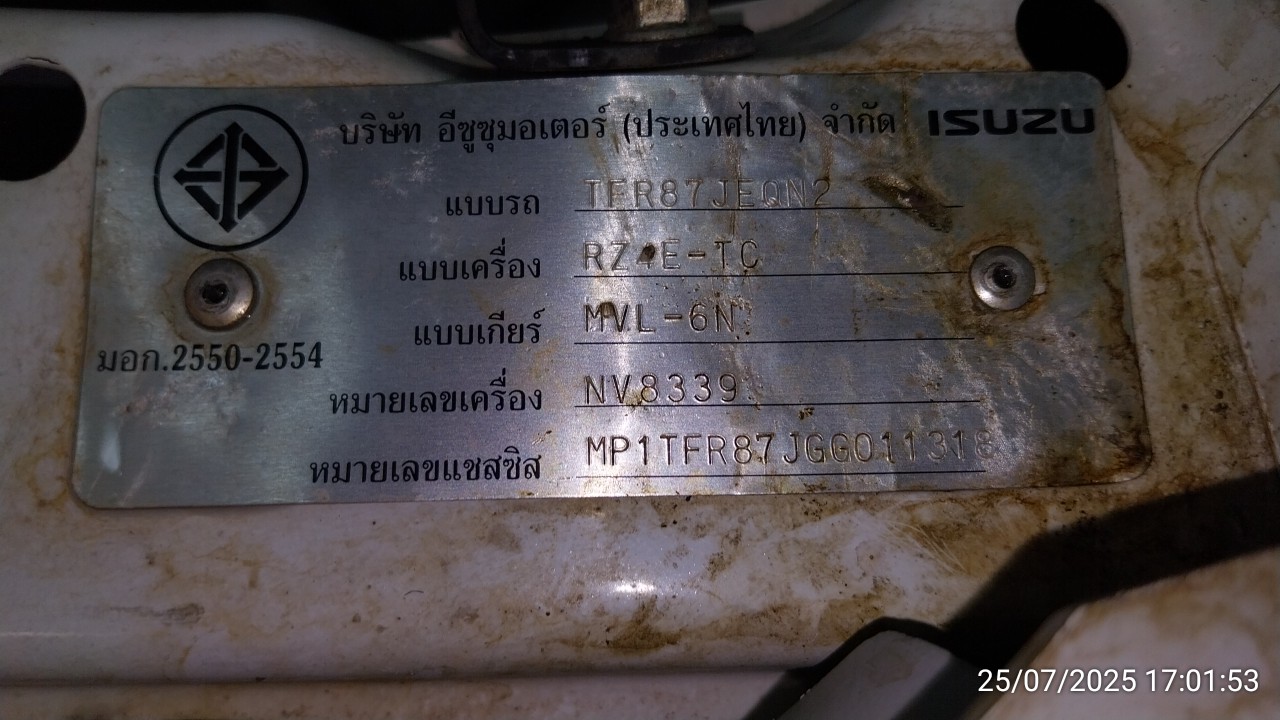 บริษัท อีซูซุมอเตอร์ (ประเทศไทย) จำกัด ISUZU
แบบรถ TFR87JEQN2
แบบเครื่อง RZ4E-TC
แบบเกียร์ MVL-6N
มอก.2550-2554
หมายเลขเครื่อง NV8339
หมายเลขแชสซิส MP1TFR87JGG011318
25/07/2025 17:01:53